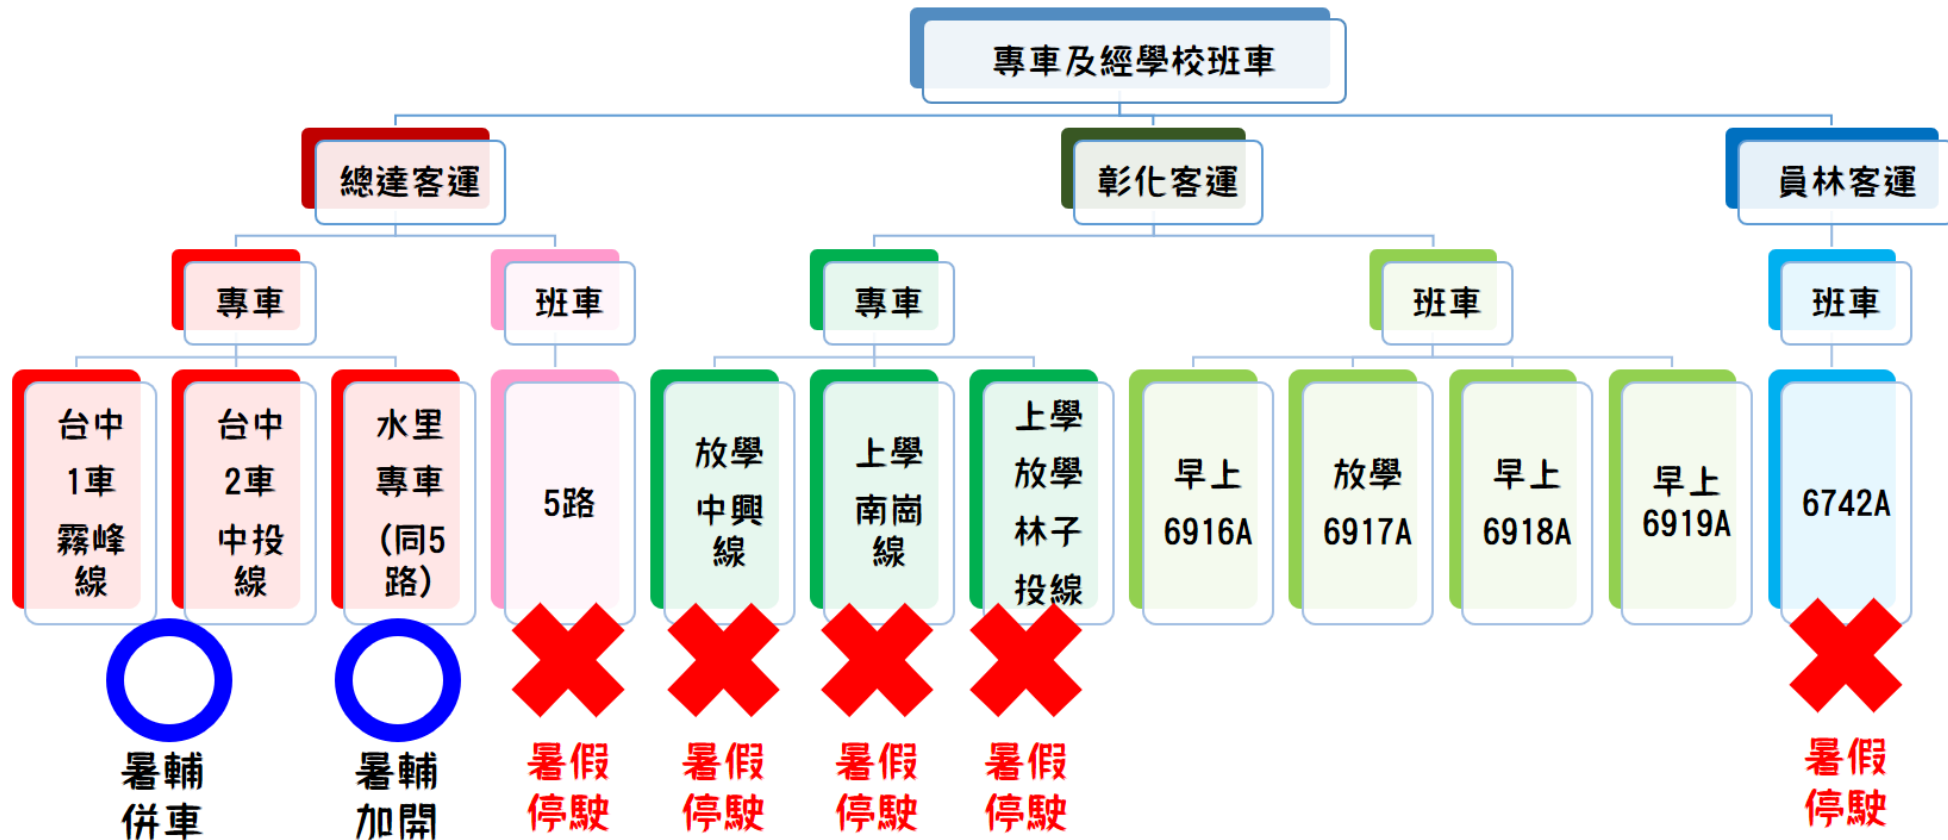 專車及經學校班車
總達客運
彰化客運
員林客運
專車
班車
專車
班車
班車
台中
1車
霧峰
線
台中
2車
中投
線
水里
專車
(同5
路)
5路
放學
中興
線
上學
南崗
線
上學
放學
林子
投線
早上
6916A
放學
6917A
早上
6918A
早上
6919A
6742A
暑輔
併車
暑輔
加開
暑假
停駛
暑假
停駛
暑假
停駛
暑假
停駛
暑假
停駛